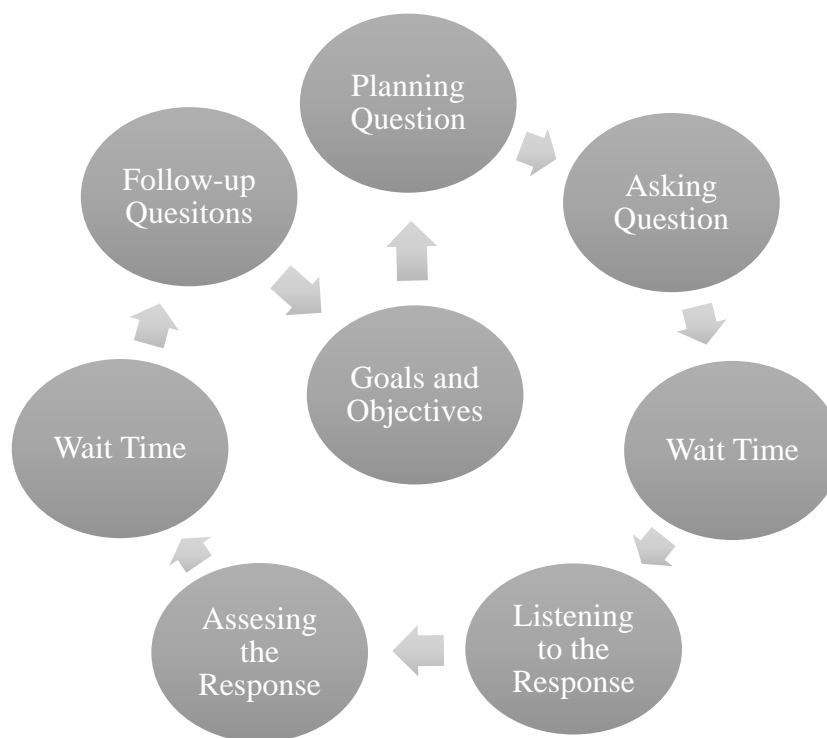 Planning
Question
Asking
Question
Wait Time
Listening
to the
Response
Assesing
the
Response
Wait Time
Follow-up
Quesitons
Goals and
Objectives